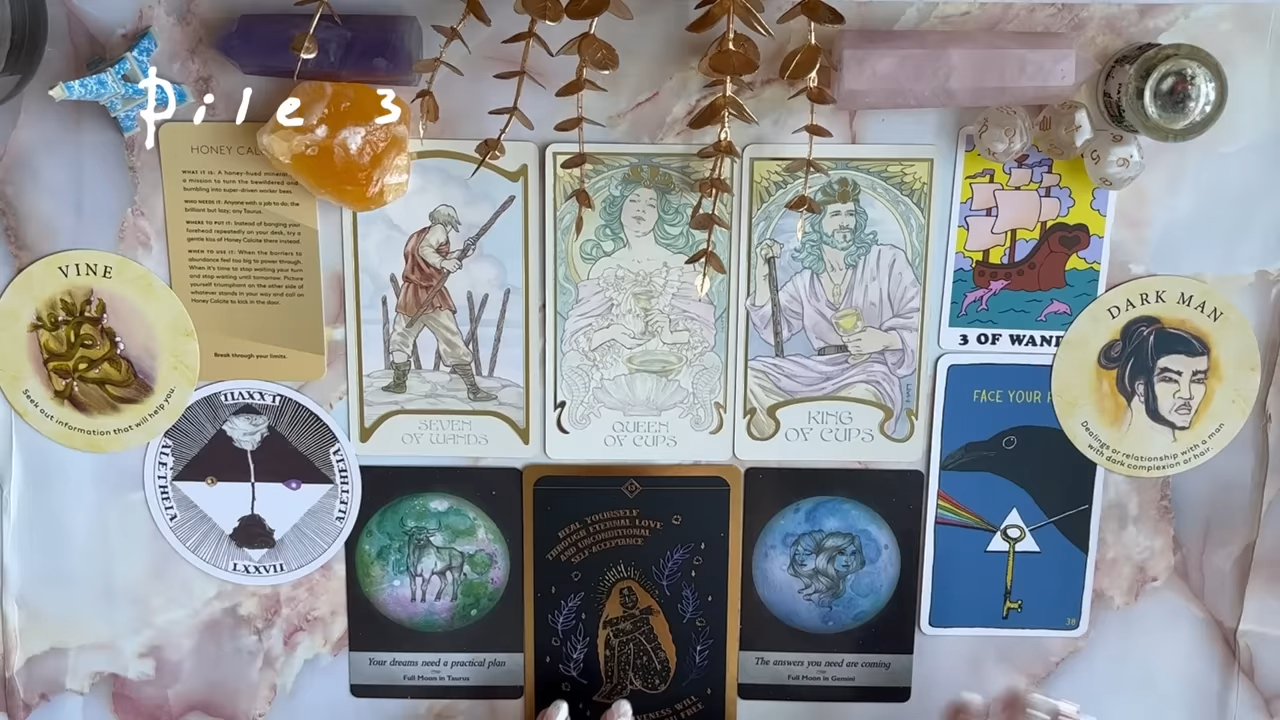 Pile 3
HONEY
WHAT IT IS: A honey-hued mineral
a mission to turn the bewildered and
bumbling into super-driven worker bees.
WHO NEEDS IT: Anyone with a job to do; the
brilliant but lazy; any Taurus.
WHERE TO PUT IT: Instead of banging your
forehead repeatedly on your desk, try a
gentle kiss of Honey Calcite there instead.
WHEN TO USE IT: When the barriers to
abundance feel too big to power through.
When it's time to stop waiting your turn
and stop waiting until tomorrow. Picture
yourself triumphant on the other side of
whatever stands in your way and call on
Honey Calcite to kick in the door.
Break through your limits.
VINE
Seek out information that will help you.
LXXVII
ALETHEIA
ALETHEIA
LXXVII
SEVEN
OF WANDS
QUEEN
OF CUPS
KING
OF CUPS
3 OF
DARK MAN
Dealings or relationship with a man
with dark complexion or hair.
FACE YOUR
38
Your dreams need a practical plan
Full Moon in Taurus
13
HEAL YOURSELF
THROUGH ETERNAL LOVE
AND UNCONDITIONAL
SELF-ACCEPTANCE
WILL
FREE
The answers you need are coming
Full Moon in Gemini